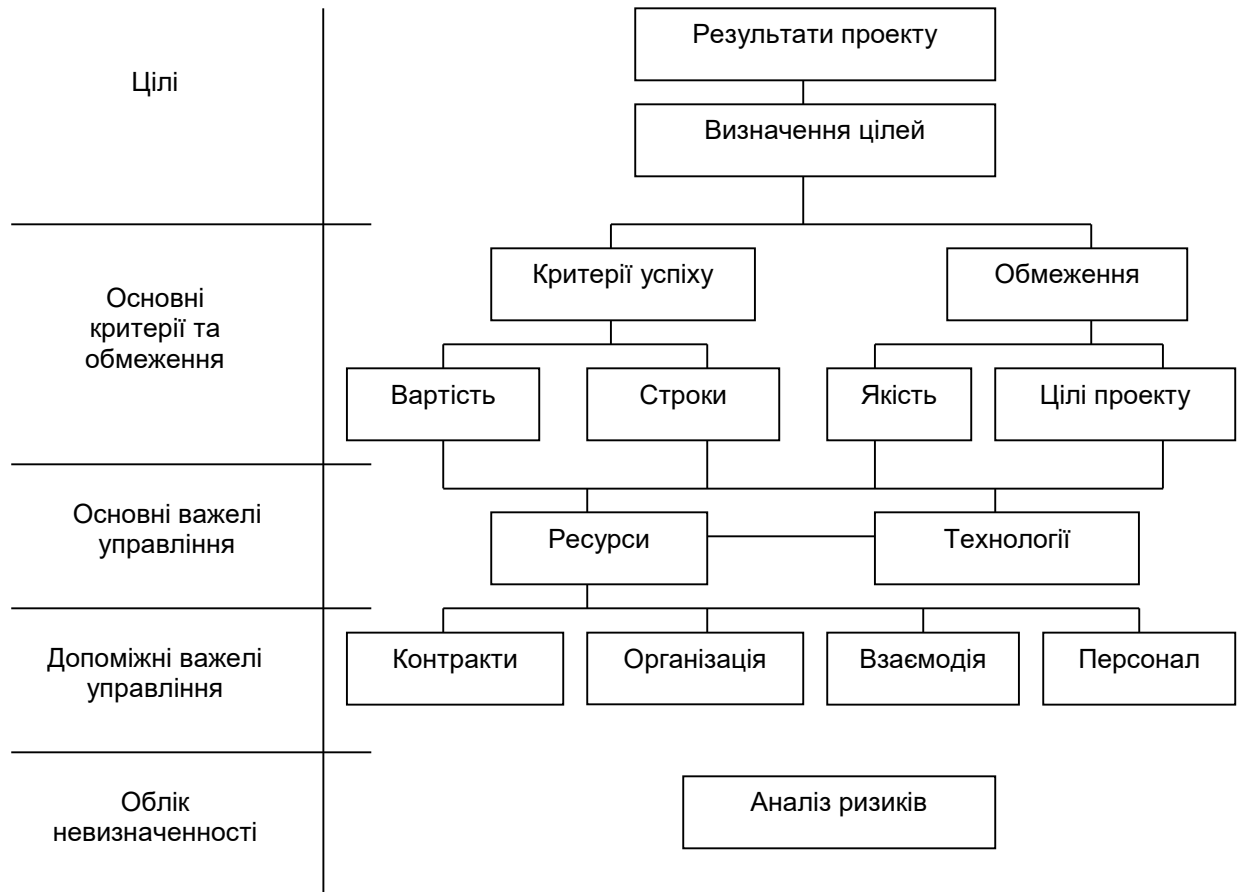 Результати проекту
Цілі
Визначення цілей
Критерії успіху
Обмеження
Основні
критерії та
обмеження
Вартість
Строки
Якість
Цілі проекту
Основні важелі
управління
Ресурси
Технології
Допоміжні важелі
управління
Контракти
Організація
Взаємодія
Персонал
Облік
невизначенності
Аналіз ризиків